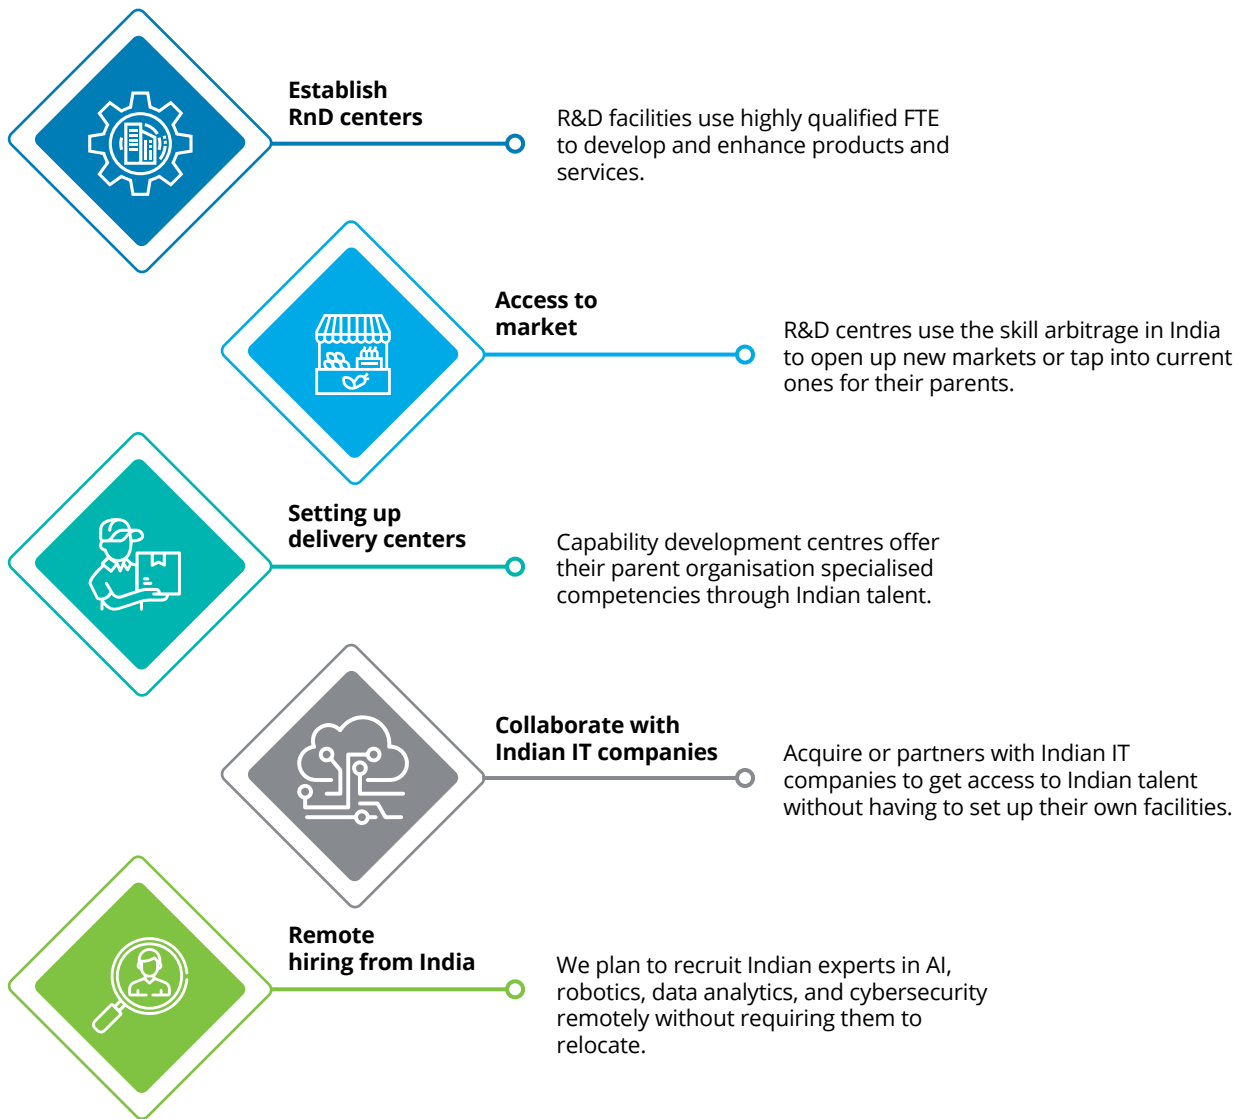 Establish
RnD centers
R&D facilities use highly qualified FTE
to develop and enhance products and
services.
Access to
market
R&D centres use the skill arbitrage in India
to open up new markets or tap into current
ones for their parents.
Setting up
delivery centers
Capability development centres offer
their parent organisation specialised
competencies through Indian talent.
Collaborate with
Indian IT companies
Acquire or partners with Indian IT
companies to get access to Indian talent
without having to set up their own facilities.
Remote
hiring from India
We plan to recruit Indian experts in AI,
robotics, data analytics, and cybersecurity
remotely without requiring them to
relocate.